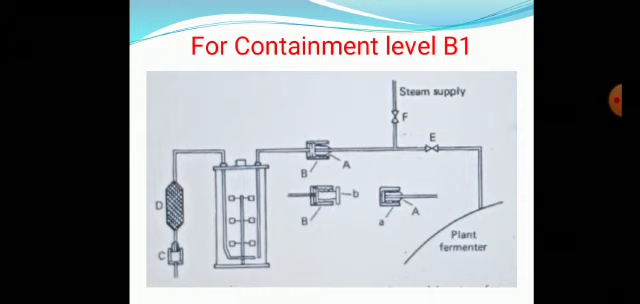 For Containment level B1
Steam supply
F
E
A
B
D
b
B
a
A
C
Plant
fermenter